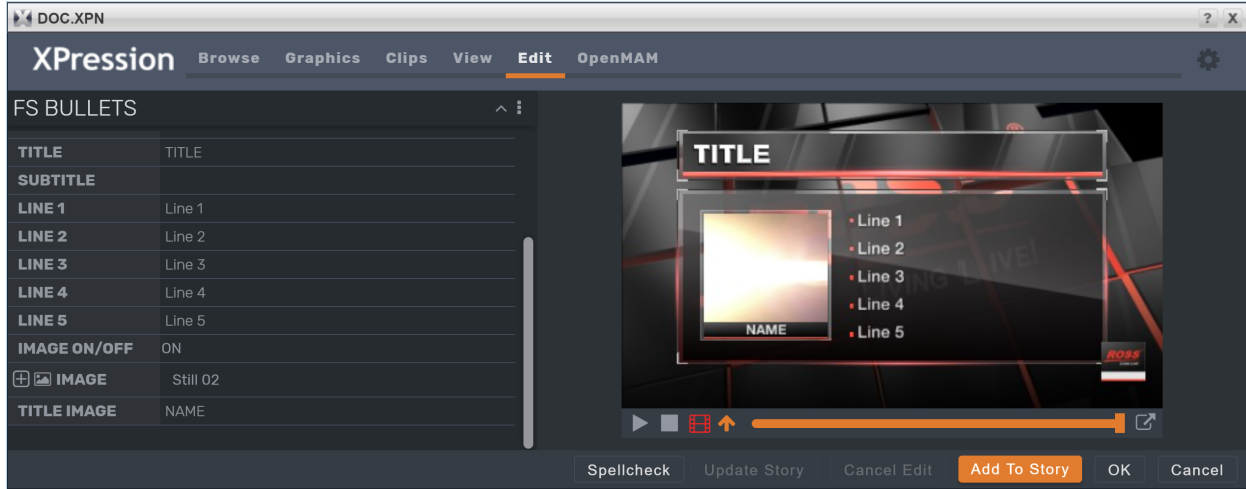 DOC.XPN
? X
XPression Browse Graphics Clips View Edit OpenMAM
FS BULLETS
TITLE TITLE
SUBTITLE
LINE 1 Line 1
LINE 2 Line 2
LINE 3 Line 3
LINE 4 Line 4
LINE 5 Line 5
IMAGE ON/OFF ON
IMAGE Still 02
TITLE IMAGE NAME
TITLE
Line 1
Line 2
Line 3
Line 4
Line 5
NAME
ROSS
Spellcheck Update Story Cancel Edit Add To Story OK Cancel